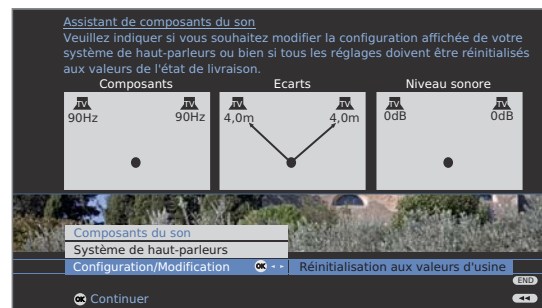 Assistant de composants du son
Veuillez indiquer si vous souhaitez modifier la configuration affichée de votre
système de haut-parleurs ou bien si tous les réglages doivent être réinitialisés
aux valeurs de l'état de livraison.
Composants Ecarts Niveau sonore
TV TV TV TV TV TV
90Hz 90Hz 4,0m 4,0m 0dB 0dB
Composants du son
Système de haut-parleurs
Configuration/Modification OK Réinitialisation aux valeurs d'usine
END
OK Continuer